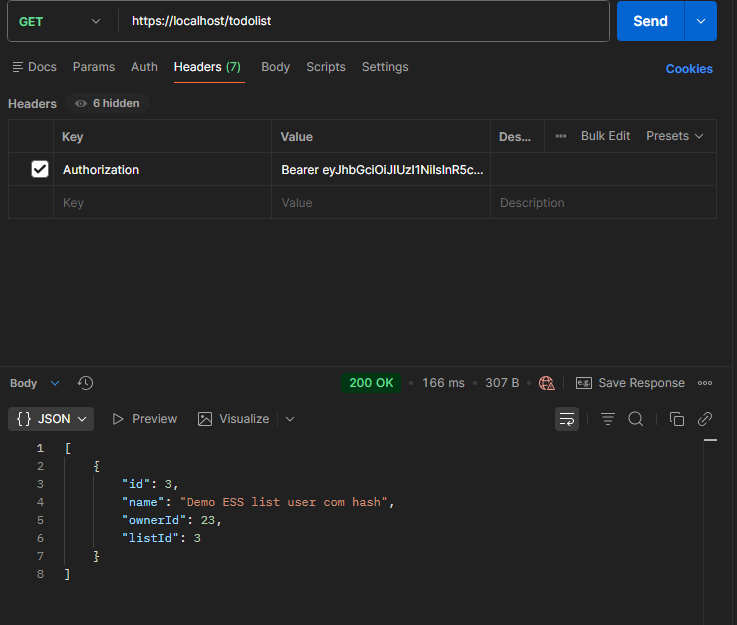 GET https://localhost/todolist Send
Docs Params Auth Headers (7) Body Scripts Settings Cookies
Headers 6 hidden
Key Value Des... Bulk Edit Presets
Authorization Bearer eyJhbGciOiJIUzI1NiIsInR5c...
Key Value Description
Body 200 OK • 166 ms • 307 B • e.g. Save Response
{} JSON Preview Visualize
1 [
2 {
3 "id": 3,
4 "name": "Demo ESS list user com hash",
5 "ownerId": 23,
6 "listId": 3
7 }
8 ]